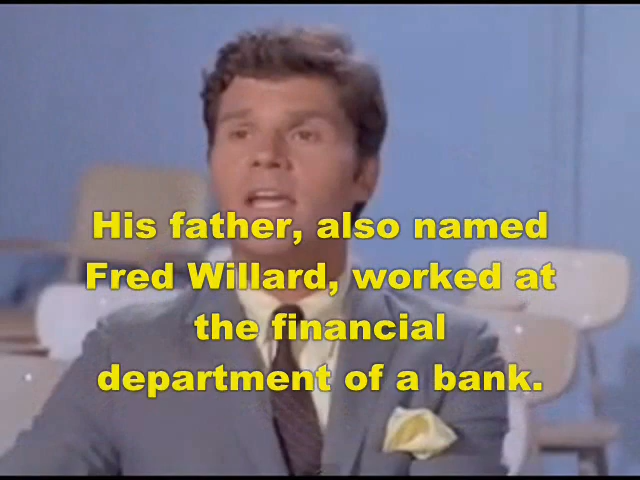 His father, also named
Fred Willard, worked at
the financial
department of a bank.